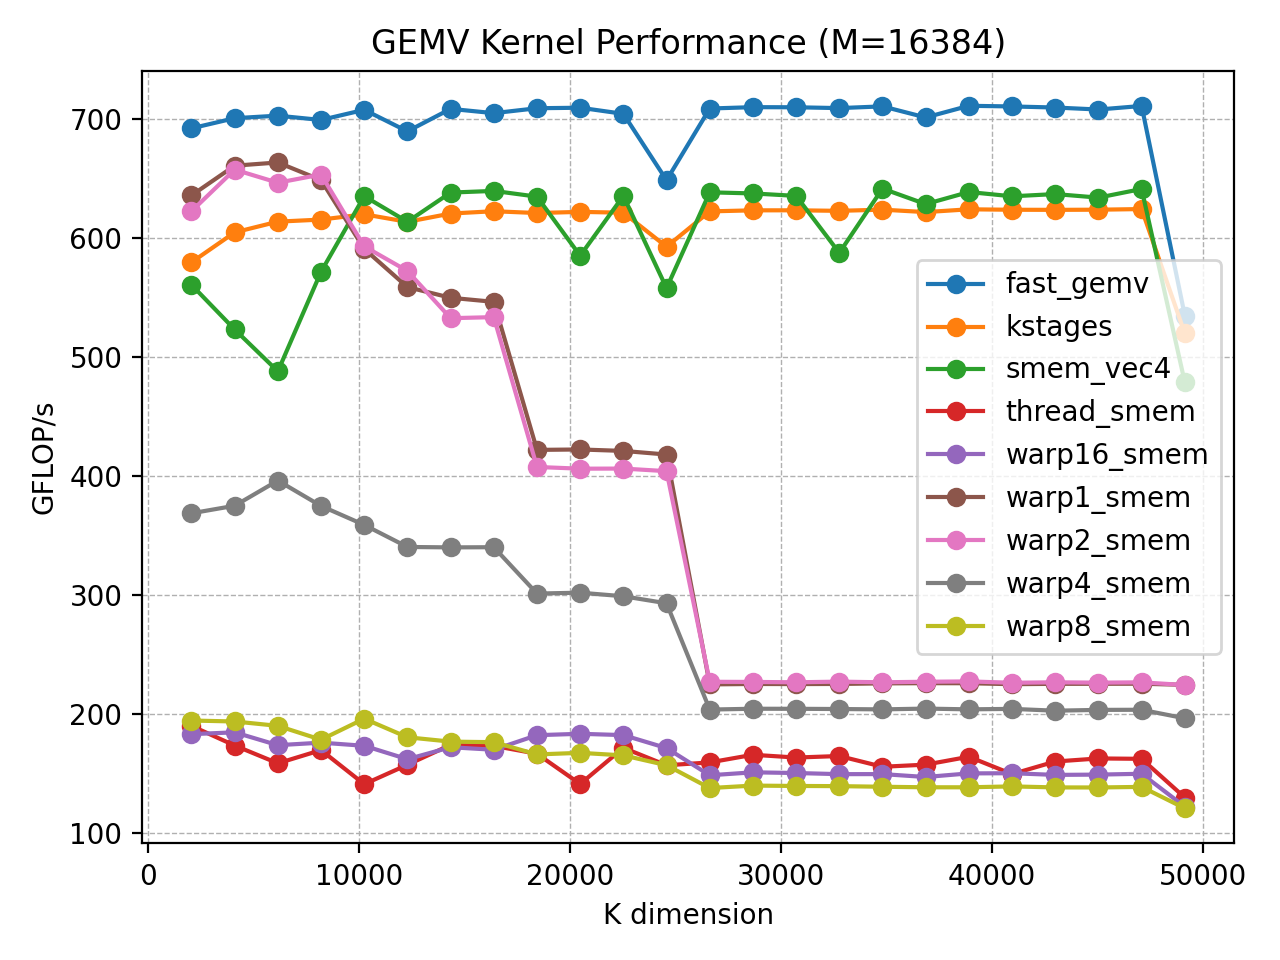 GEMV Kernel Performance (M=16384)
700
600
500
400
300
200
100
GFLOP/s
fast_gemv
kstages
smem_vec4
thread_smem
warp16_smem
warp1_smem
warp2_smem
warp4_smem
warp8_smem
0 10000 20000 30000 40000 50000
K dimension